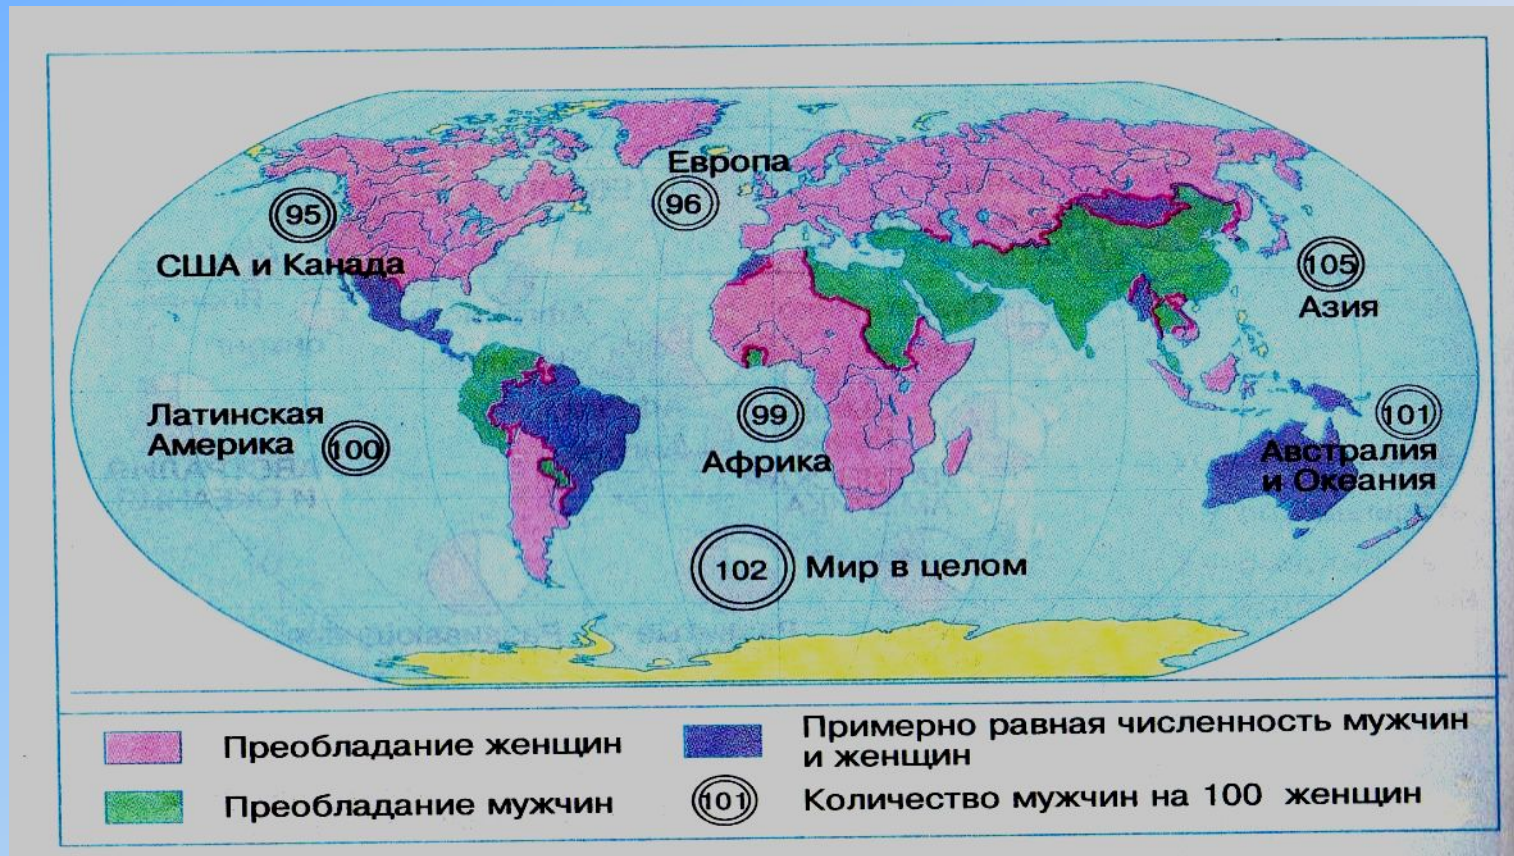 Европа
96
95
США и Канада
105
Азия
Латинская
Америка
100
99
Африка
101
Австралия
и Океания
102
Мир в целом
Преобладание женщин
Примерно равная численность мужчин
и женщин
Преобладание мужчин
101
Количество мужчин на 100 женщин